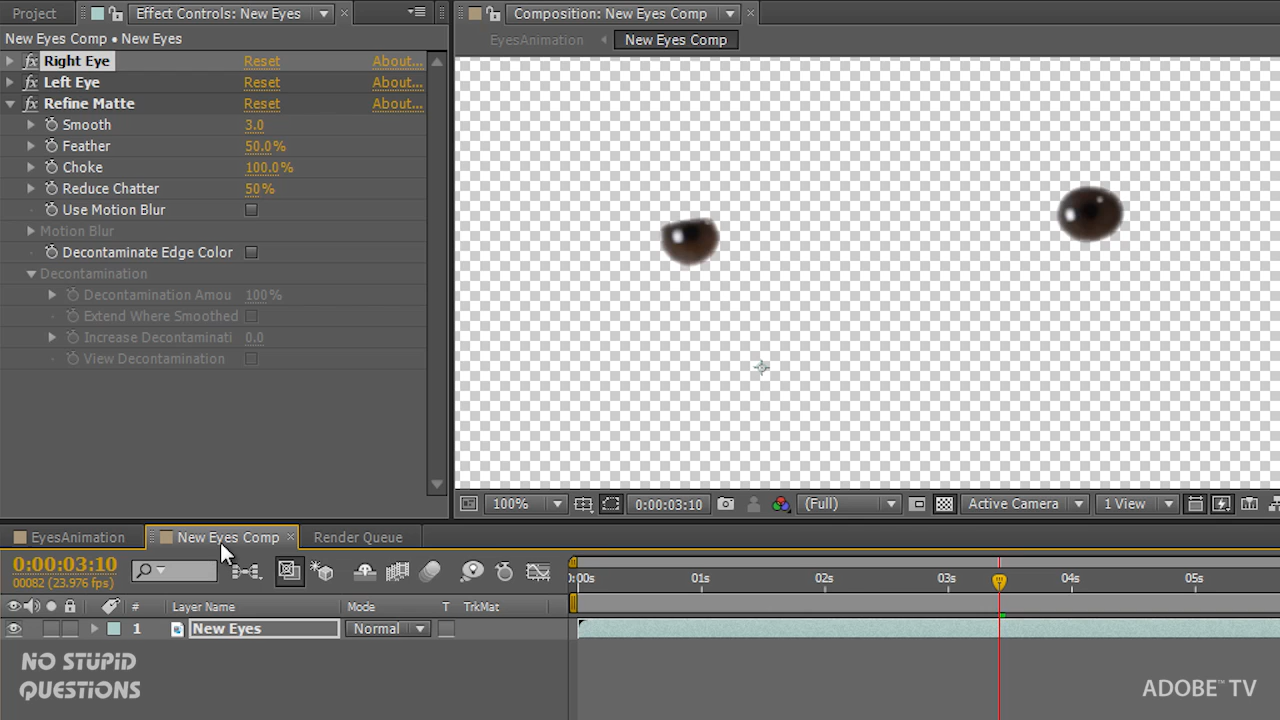 Project
Effect Controls: New Eyes
Composition: New Eyes Comp
New Eyes Comp • New Eyes
EyesAnimation
New Eyes Comp
fx Right Eye Reset About...
fx Left Eye Reset About...
fx Refine Matte Reset About...
Smooth 3.0
Feather 50.0%
Choke 100.0%
Reduce Chatter 50%
Use Motion Blur
Motion Blur
Decontaminate Edge Color
Decontamination
Decontamination Amou 100%
Extend Where Smoothed
Increase Decontaminati 0.0
View Decontamination
100% 0:00:03:10 (Full) Active Camera 1 View
EyesAnimation New Eyes Comp Render Queue
0:00:03:10
00082 (23.976 fps)
):00s 01s 02s 03s 04s 05s
# Layer Name Mode T TrkMat
1 New Eyes Normal
NO STUPID
QUESTIONS
ADOBE™ TV